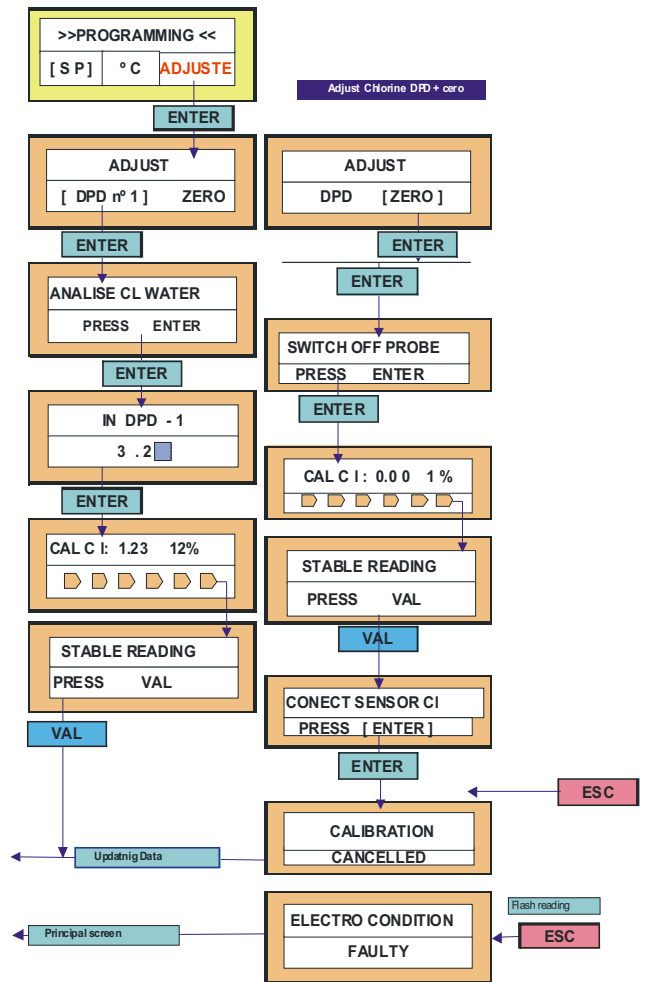 >>PROGRAMMING <<
[ S P ] º C ADJUSTE
Adjust Chlorine DPD + cero
ENTER
ADJUST
[ DPD nº 1 ] ZERO
ENTER
ANALISE CL WATER
PRESS ENTER
ENTER
IN DPD - 1
3 . 2
ENTER
CAL C l: 1.23 12%
STABLE READING
PRESS VAL
VAL
ADJUST
DPD [ ZERO ]
ENTER
ENTER
SWITCH OFF PROBE
PRESS ENTER
ENTER
CAL C l : 0.0 0 1 %
STABLE READING
PRESS VAL
VAL
CONECT SENSOR Cl
PRESS [ ENTER ]
ENTER
ESC
CALIBRATION
CANCELLED
Updatnig Data
ELECTRO CONDITION
FAULTY
Flash reading
ESC
Principal screen